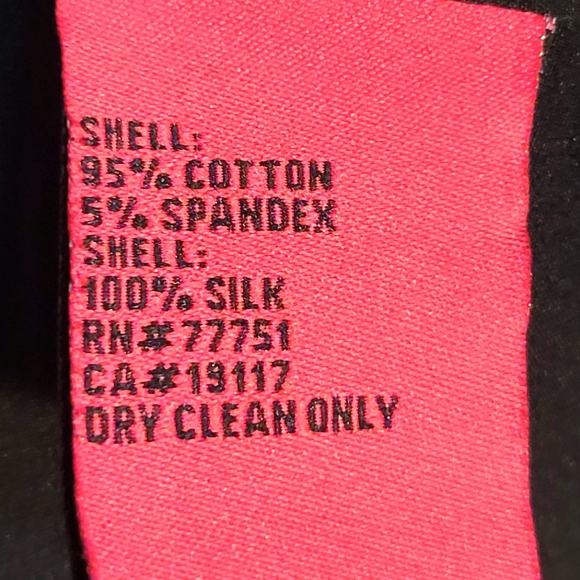 SHELL:
95% COTTON
5% SPANDEX
SHELL:
100% SILK
RN#77751
CA#19117
DRY CLEAN ONLY